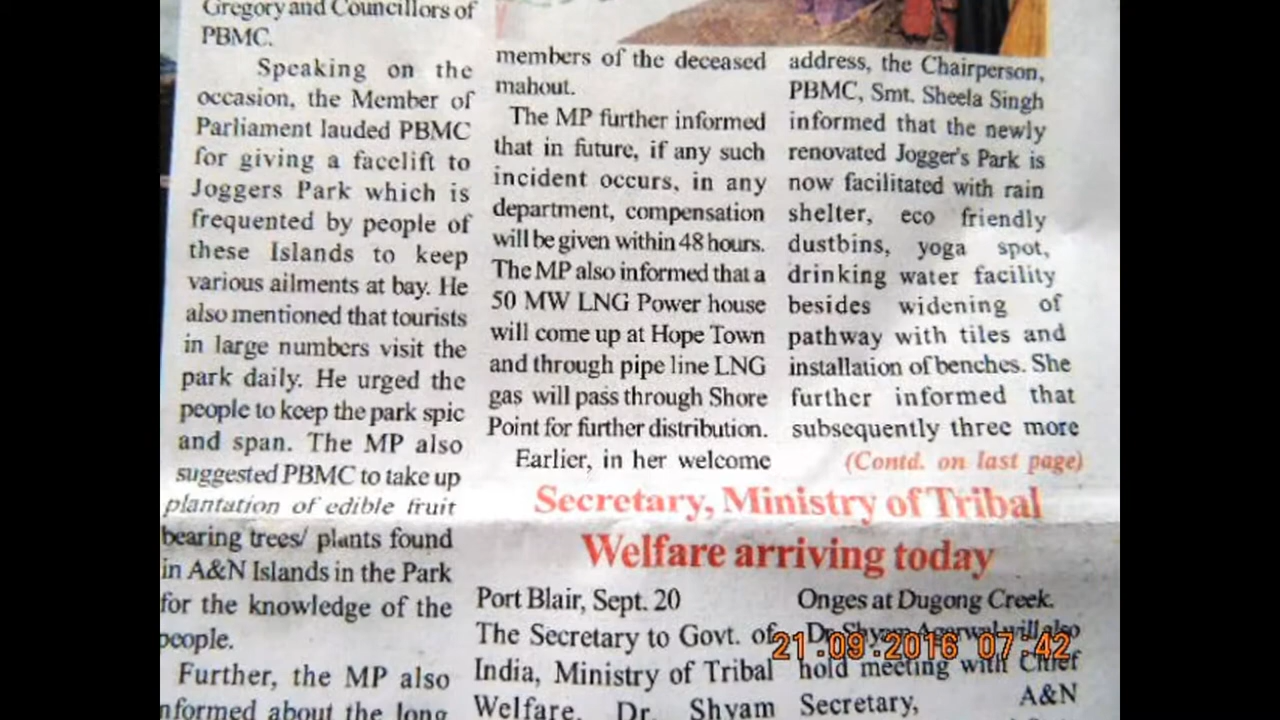 Gregory and Councillors of
PBMC.
Speaking on the
occasion, the Member of
Parliament lauded PBMC
for giving a facelift to
Joggers Park which is
frequented by people of
these Islands to keep
various ailments at bay. He
also mentioned that tourists
in large numbers visit the
park daily. He urged the
people to keep the park spic
and span. The MP also
suggested PBMC to take up
plantation of edible fruit
bearing trees/ plants found
in A&N Islands in the Park
for the knowledge of the
people.
Further, the MP also
nformed about the long
members of the deceased
mahout.
The MP further informed
that in future, if any such
incident occurs, in any
department, compensation
will be given within 48 hours.
The MP also informed that a
50 MW LNG Power house
will come up at Hope Town
and through pipe line LNG
gas will pass through Shore
Point for further distribution.
Earlier, in her welcome
address, the Chairperson,
PBMC, Smt. Sheela Singh
informed that the newly
renovated Jogger's Park is
now facilitated with rain
shelter, eco friendly
dustbins, yoga spot,
drinking water facility
besides widening of
pathway with tiles and
installation of benches. She
further informed that
subsequently three more
(Contd. on last page)
Secretary, Ministry of Tribal
Welfare arriving today
Port Blair, Sept. 20
The Secretary to Govt. of
India, Ministry of Tribal
Welfare, Dr. Shyam
Onges at Dugong Creek.
Dr Shyam Agerwal will also
hold meeting with Chief
Secretary, A&N
21.09.2016 07:42